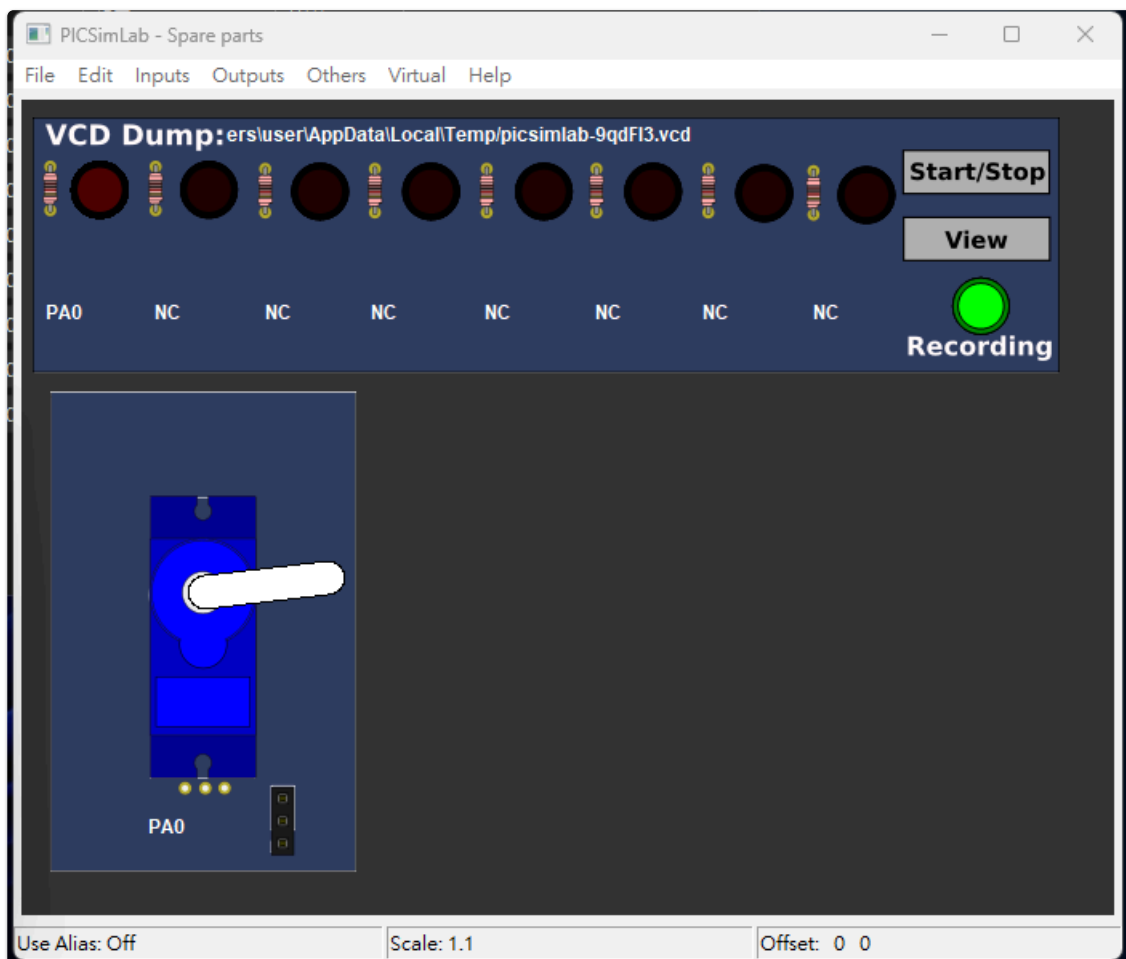 PICSimLab - Spare parts
File Edit Inputs Outputs Others Virtual Help
VCD Dump: ers\user\AppData\Local\Temp/picsimlab-9qdFI3.vcd
Start/Stop
View
PA0 NC NC NC NC NC NC NC
Recording
PA0
Use Alias: Off Scale: 1.1 Offset: 0 0